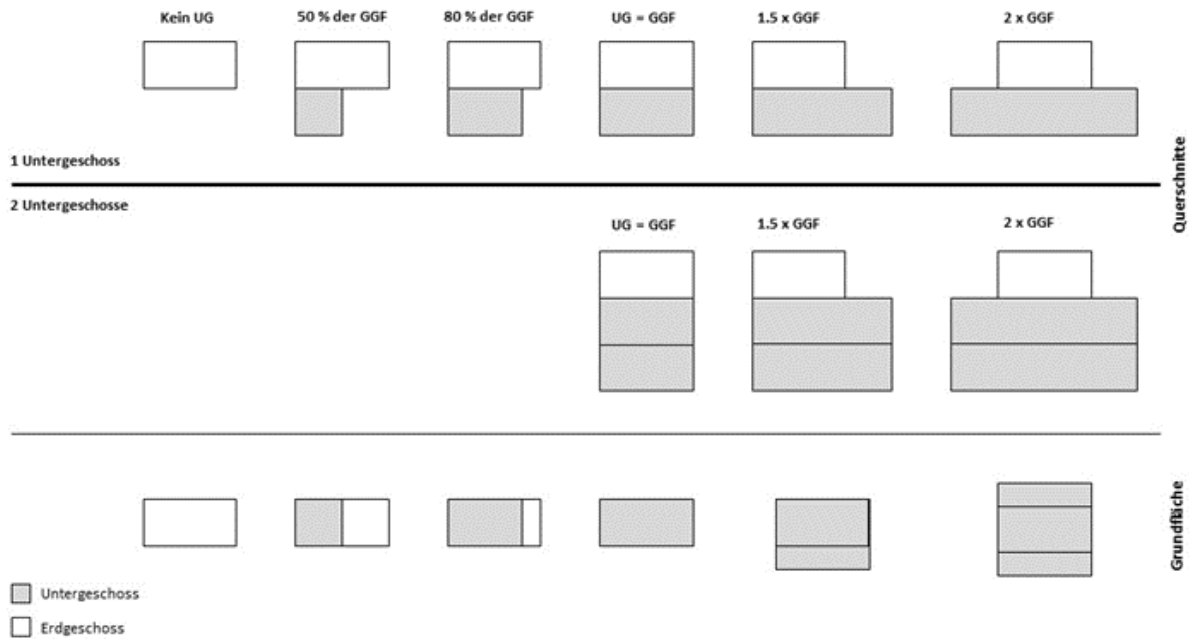 Kein UG
50 % der GGF
80 % der GGF
UG = GGF
1.5 x GGF
2 x GGF
1 Untergeschoss
Querschnitte
2 Untergeschosse
UG = GGF
1.5 x GGF
2 x GGF
Grundfläche
Untergeschoss
Erdgeschoss